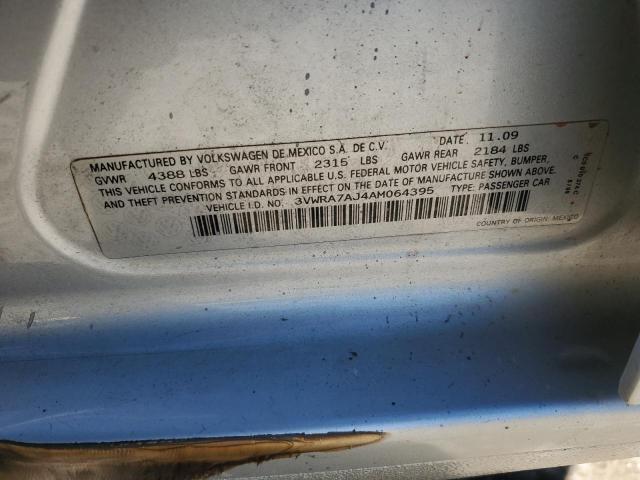 MANUFACTURED BY VOLKSWAGEN DE MEXICO S.A. DE C.V. DATE 11.09
GVWR 4388 LBS GAWR FRONT 2315 LBS GAWR REAR 2184 LBS
THIS VEHICLE CONFORMS TO ALL APPLICABLE U.S. FEDERAL MOTOR VEHICLE SAFETY, BUMPER,
AND THEFT PREVENTION STANDARDS IN EFFECT ON THE DATE OF MANUFACTURE SHOWN ABOVE.
VEHICLE I.D. NO. 3VWRA7AJ4AM064395 TYPE: PASSENGER CAR
COUNTRY OF ORIGIN: MEXICO